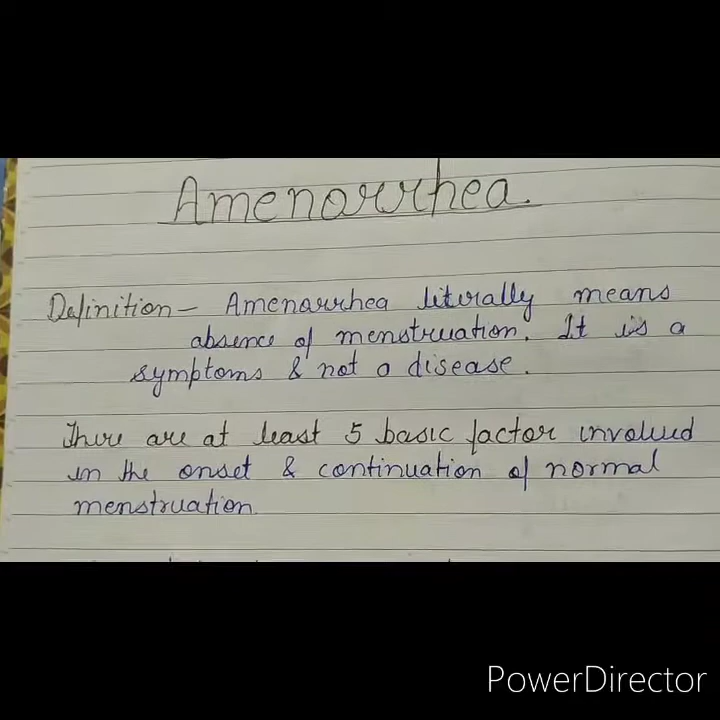 Amenorrhea.
Definition - Amenorrhea literally means
absence of menstruation. It is a
symptoms & not a disease.
There are at least 5 basic factor involved
in the onset & continuation of normal
menstruation.
PowerDirector